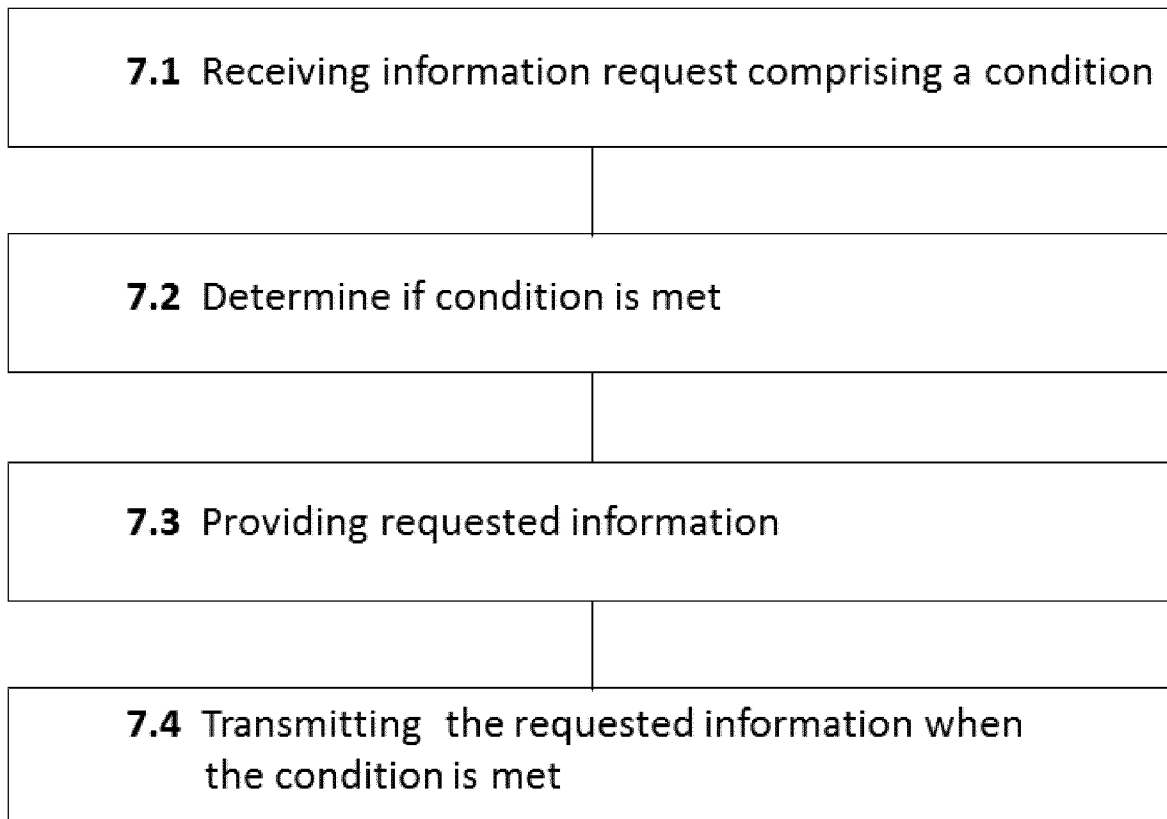 7.1 Receiving information request comprising a condition
7.2 Determine if condition is met
7.3 Providing requested information
7.4 Transmitting the requested information when
the condition is met